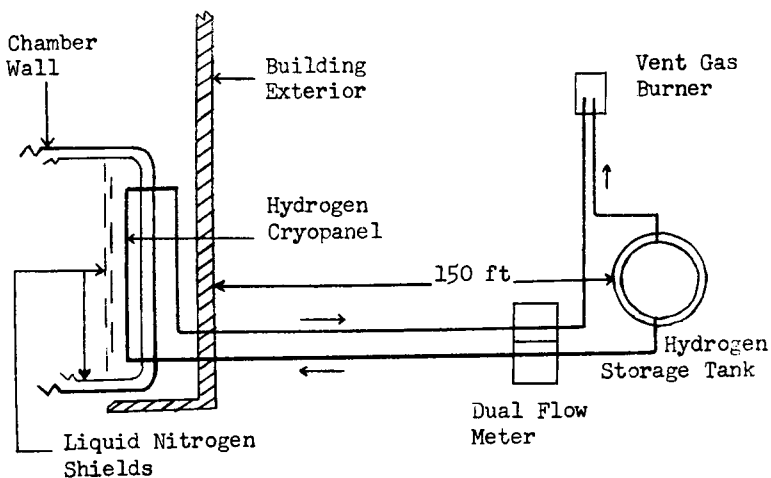 Chamber
Wall
Building
Exterior
Vent Gas
Burner
Hydrogen
Cryopanel
150 ft
Hydrogen
Storage Tank
Dual Flow
Meter
Liquid Nitrogen
Shields